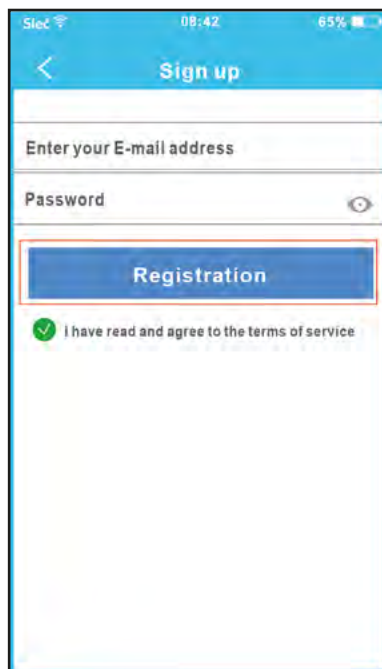 Sieć 08:42 65%
Sign up
Enter your E-mail address
Password
Registration
I have read and agree to the terms of service